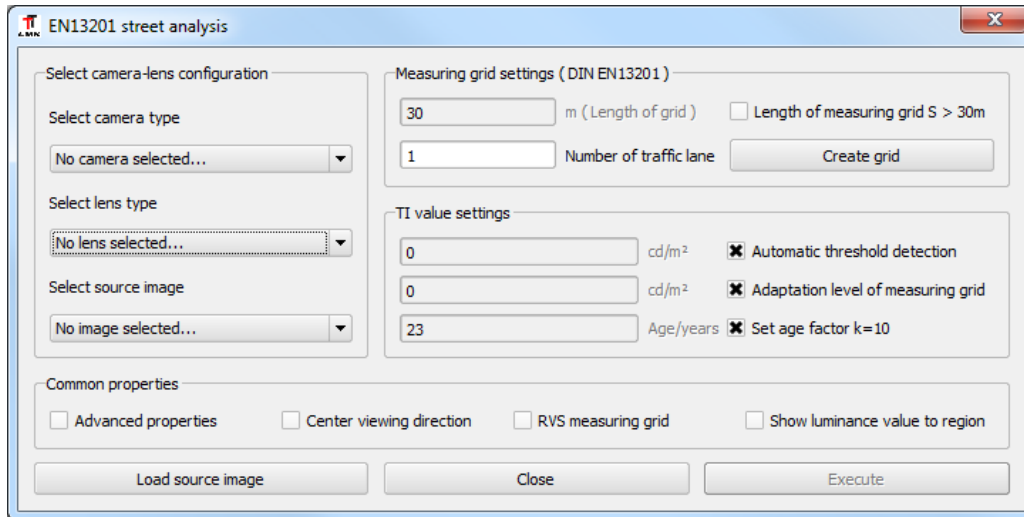 TT
LMK
EN13201 street analysis
Select camera-lens configuration
Select camera type
No camera selected...
Select lens type
No lens selected...
Select source image
No image selected...
Measuring grid settings ( DIN EN13201 )
30 m ( Length of grid ) Length of measuring grid S > 30m
1 Number of traffic lane Create grid
TI value settings
0 cd/m² Automatic threshold detection
0 cd/m² Adaptation level of measuring grid
23 Age/years Set age factor k=10
Common properties
Advanced properties Center viewing direction RVS measuring grid Show luminance value to region
Load source image Close Execute